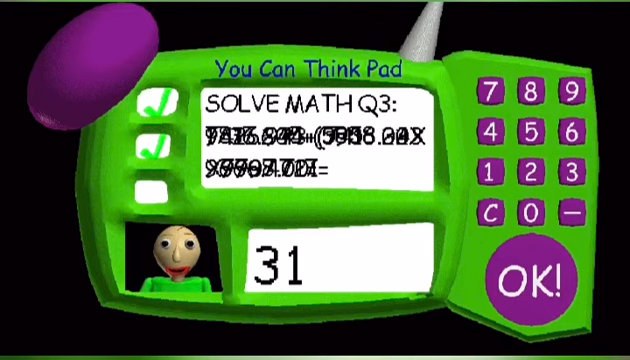 You Can Think Pad
SOLVE MATH Q3:
31
7 8 9
4 5 6
1 2 3
C 0 -
OK!